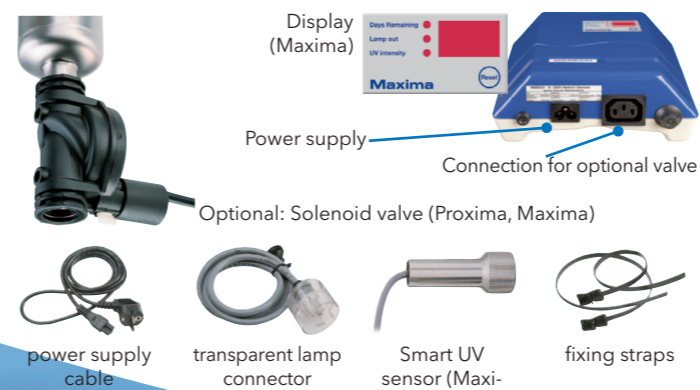 Display
(Maxima)
Days Remaining
Lamp out
UV intensity
Maxima
Reset
Maxima
Power supply
Connection for optional valve
Optional: Solenoid valve (Proxima, Maxima)
power supply
cable
transparent lamp
connector
Smart UV
sensor (Maxi-
fixing straps